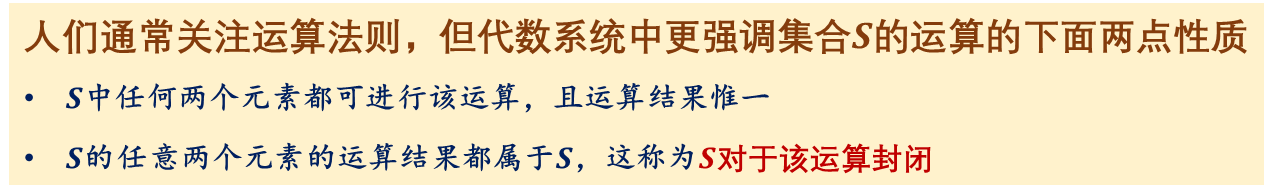 人们通常关注运算法则，但代数系统中更强调集合S的运算的下面两点性质
• S中任何两个元素都可进行该运算，且运算结果惟一
• S的任意两个元素的运算结果都属于S，这称为S对于该运算封闭